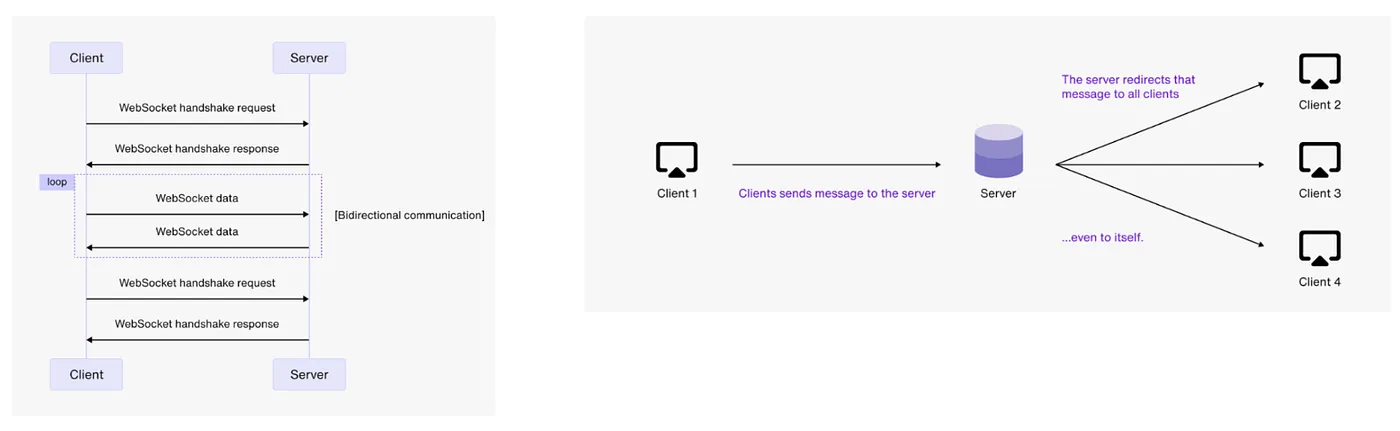 Client
Server
WebSocket handshake request
WebSocket handshake response
loop
WebSocket data
[Bidirectional communication]
WebSocket data
WebSocket handshake request
WebSocket handshake response
Client
Server
The server redirects that
message to all clients
Client 2
Client 1
Clients sends message to the server
Server
Client 3
...even to itself.
Client 4